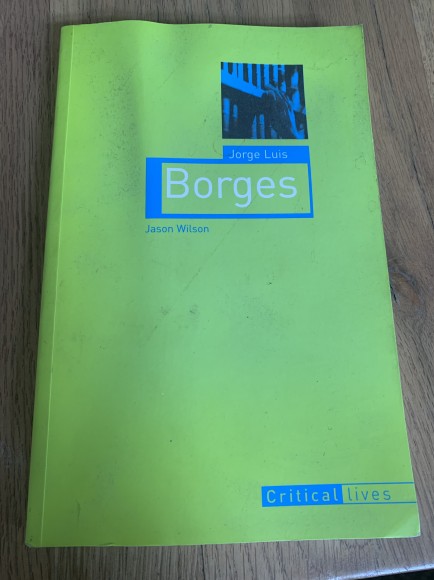 Jorge Luis
Borges
Jason Wilson
Critical lives